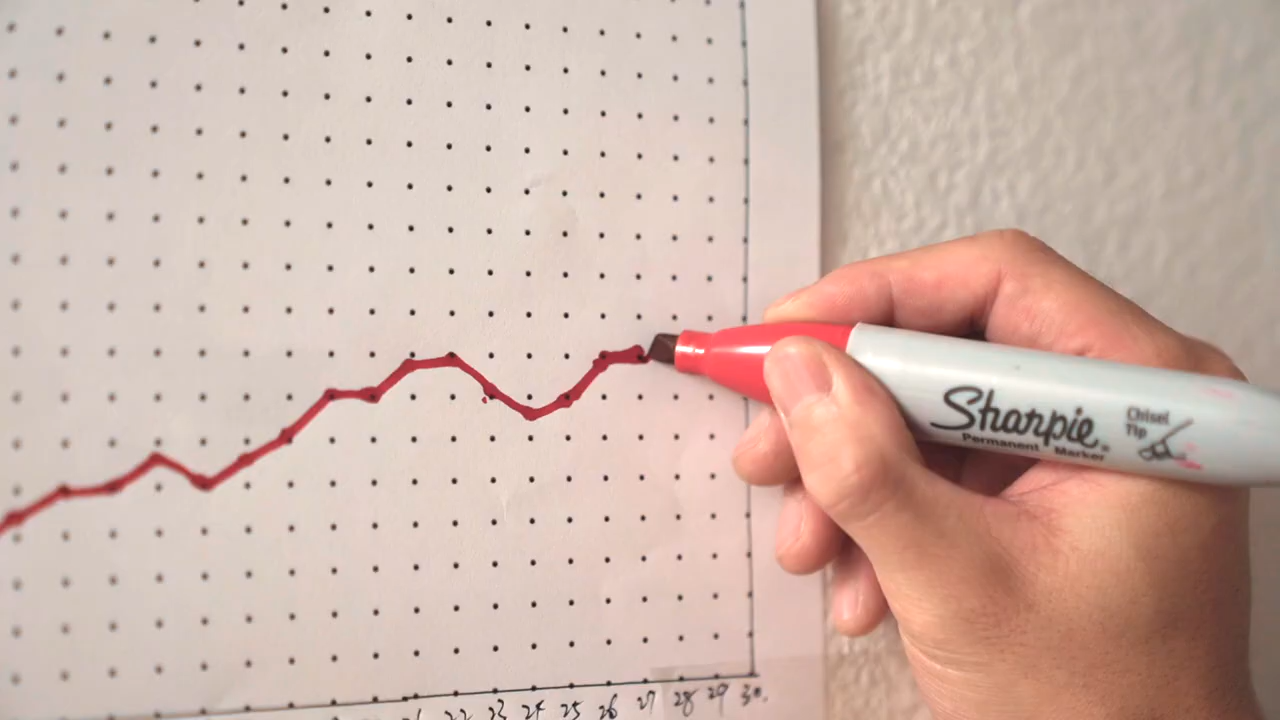 Sharpie®
Permanent Marker
Chisel
Tip
22 23 24 25 26 27 28 29 30.